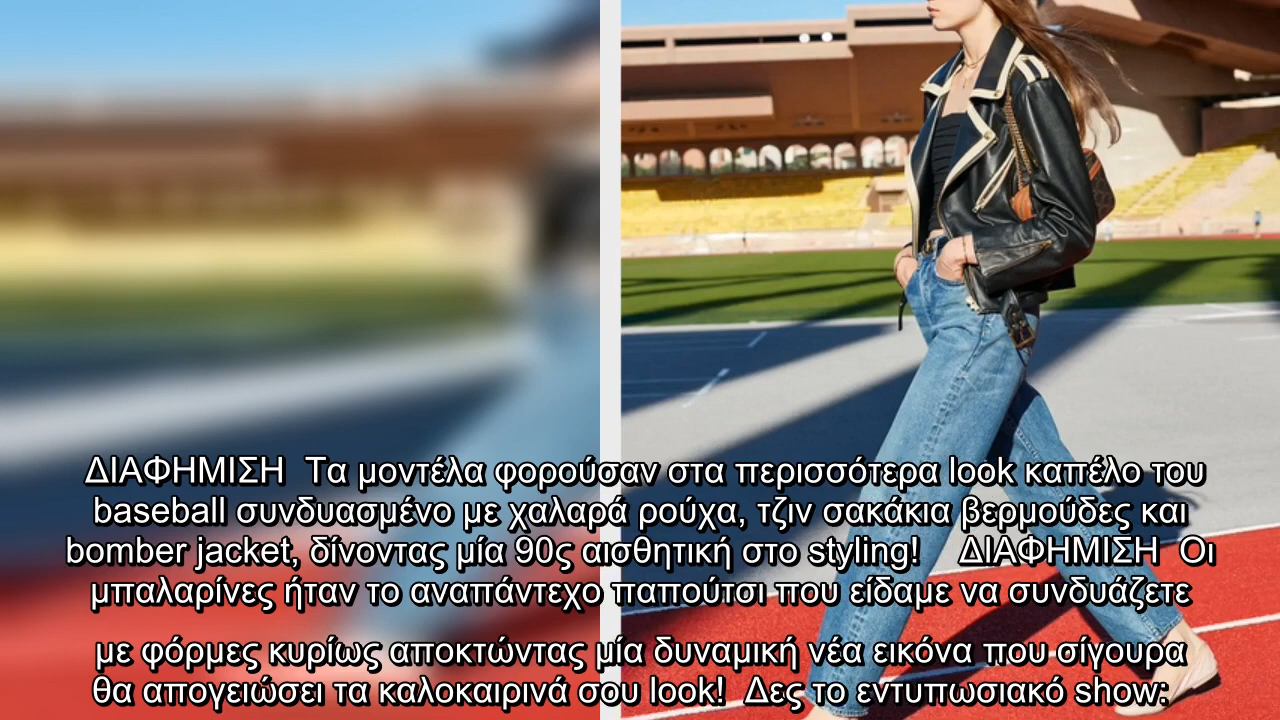 ΔΙΑΦΗΜΙΣΗ  Τα μοντέλα φορούσαν στα περισσότερα look καπέλο του
baseball συνδυασμένο με χαλαρά ρούχα, τζιν σακάκια βερμούδες και
bomber jacket, δίνοντας μία 90ς αισθητική στο styling!    ΔΙΑΦΗΜΙΣΗ  Οι
μπαλαρίνες ήταν το αναπάντεχο παπούτσι που είδαμε να συνδυάζετε
με φόρμες κυρίως αποκτώντας μία δυναμική νέα εικόνα που σίγουρα
θα απογειώσει τα καλοκαιρινά σου look!  Δες το εντυπωσιακό show: